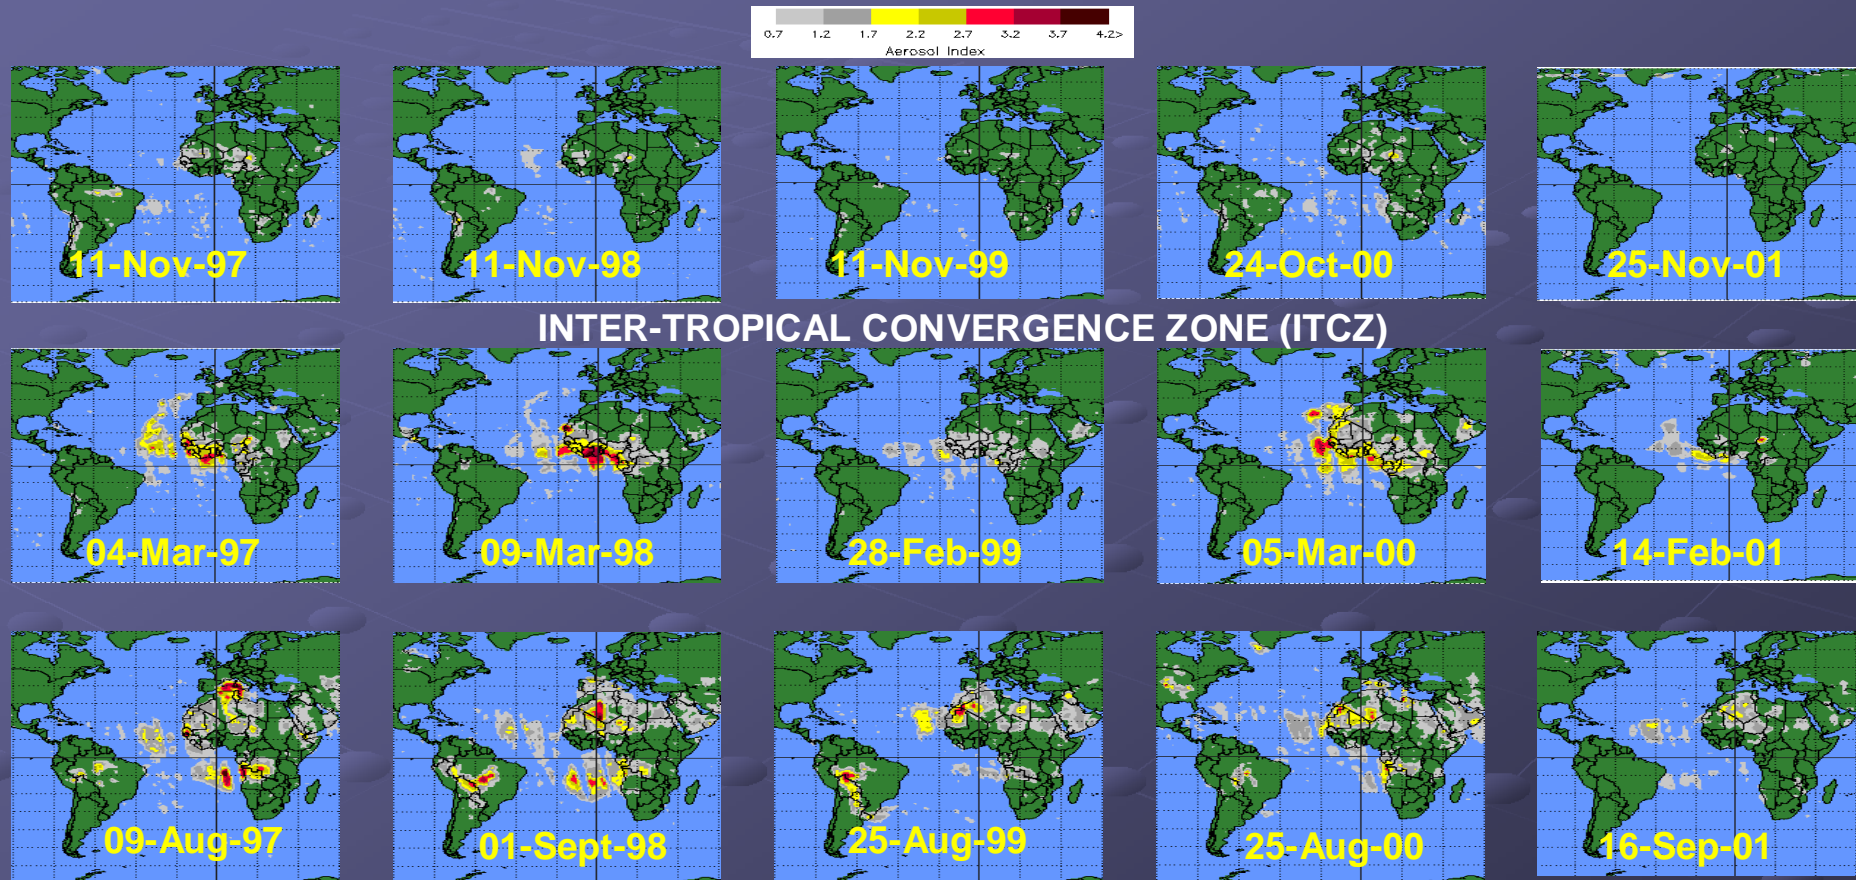 0.7 1.2 1.7 2.2 2.7 3.2 3.7 4.2>
Aerosol Index
11-Nov-97
11-Nov-98
11-Nov-99
24-Oct-00
25-Nov-01
INTER-TROPICAL CONVERGENCE ZONE (ITCZ)
04-Mar-97
09-Mar-98
28-Feb-99
05-Mar-00
14-Feb-01
09-Aug-97
01-Sept-98
25-Aug-99
25-Aug-00
16-Sep-01